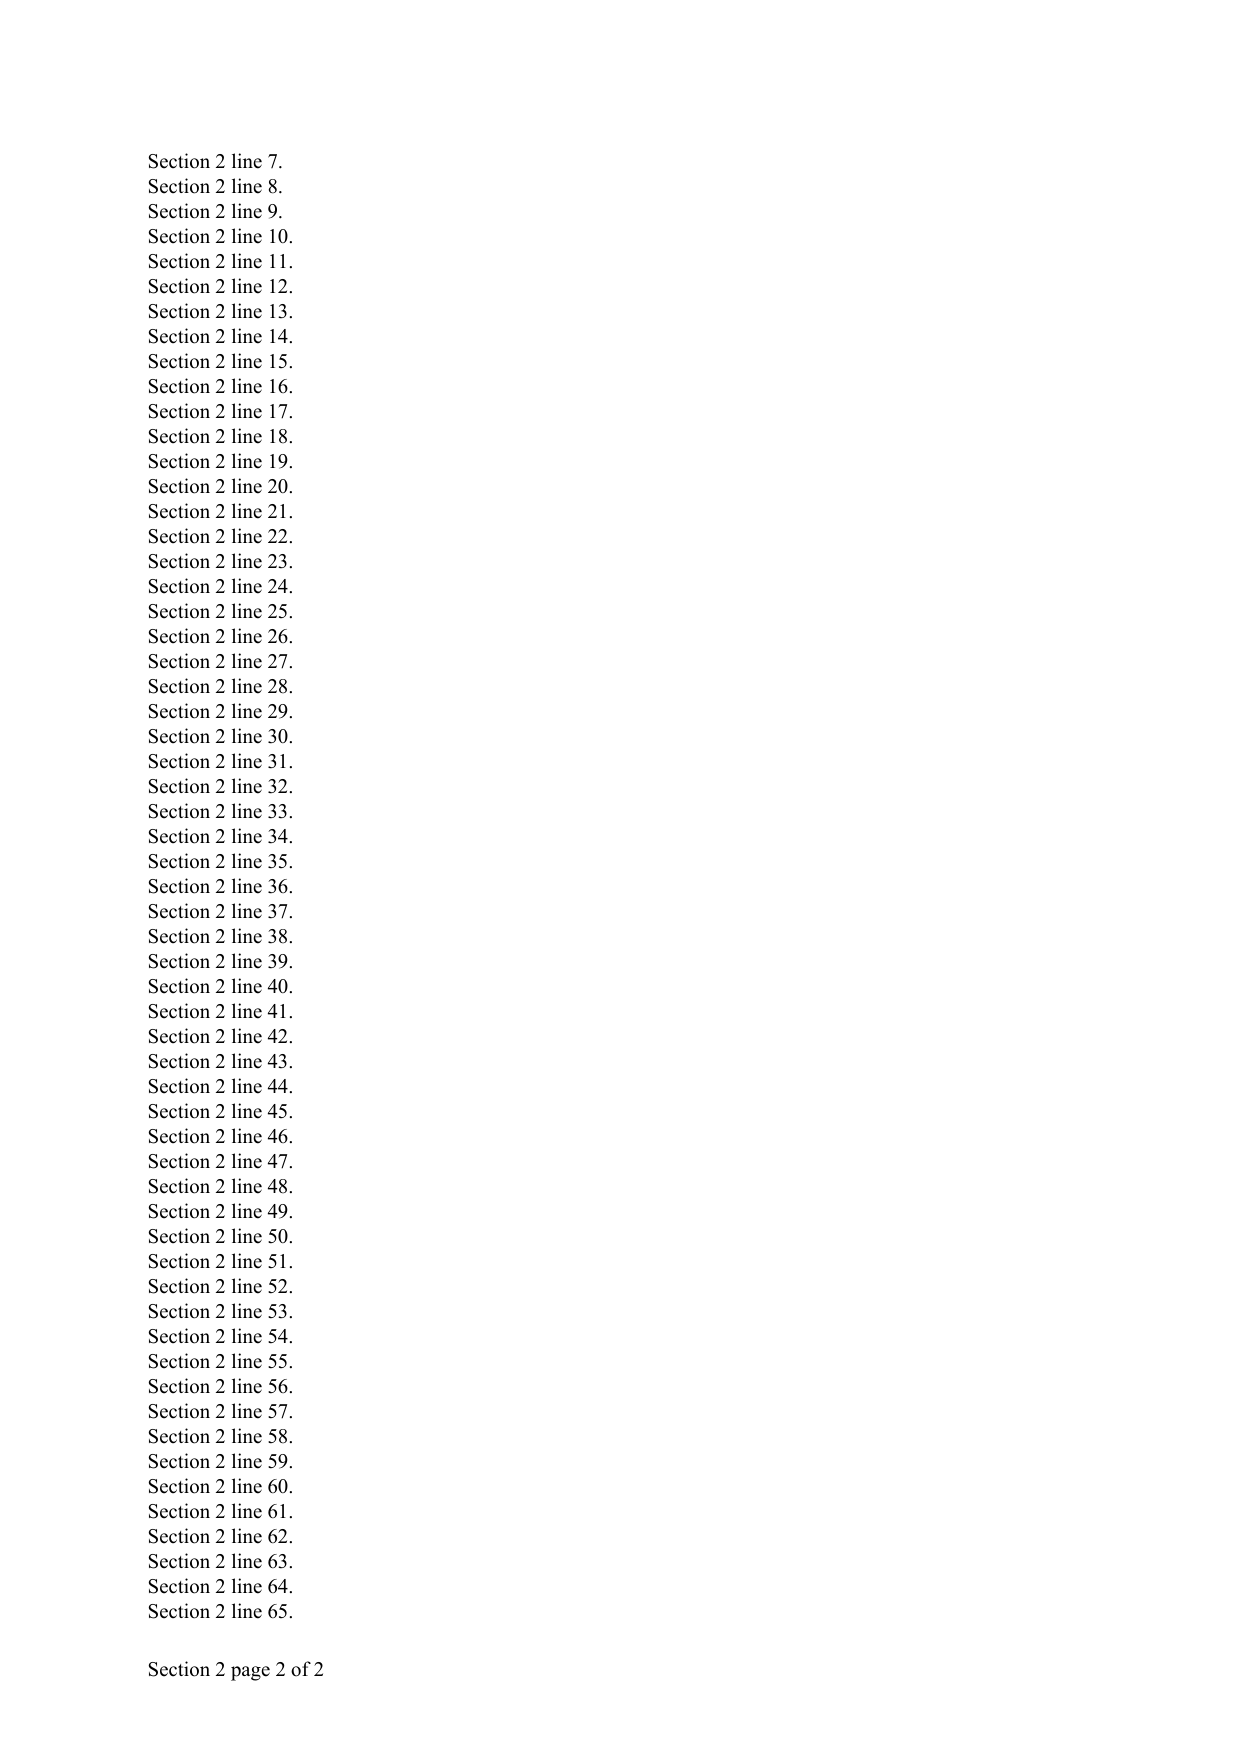 Section 2 line 7.
Section 2 line 8.
Section 2 line 9.
Section 2 line 10.
Section 2 line 11.
Section 2 line 12.
Section 2 line 13.
Section 2 line 14.
Section 2 line 15.
Section 2 line 16.
Section 2 line 17.
Section 2 line 18.
Section 2 line 19.
Section 2 line 20.
Section 2 line 21.
Section 2 line 22.
Section 2 line 23.
Section 2 line 24.
Section 2 line 25.
Section 2 line 26.
Section 2 line 27.
Section 2 line 28.
Section 2 line 29.
Section 2 line 30.
Section 2 line 31.
Section 2 line 32.
Section 2 line 33.
Section 2 line 34.
Section 2 line 35.
Section 2 line 36.
Section 2 line 37.
Section 2 line 38.
Section 2 line 39.
Section 2 line 40.
Section 2 line 41.
Section 2 line 42.
Section 2 line 43.
Section 2 line 44.
Section 2 line 45.
Section 2 line 46.
Section 2 line 47.
Section 2 line 48.
Section 2 line 49.
Section 2 line 50.
Section 2 line 51.
Section 2 line 52.
Section 2 line 53.
Section 2 line 54.
Section 2 line 55.
Section 2 line 56.
Section 2 line 57.
Section 2 line 58.
Section 2 line 59.
Section 2 line 60.
Section 2 line 61.
Section 2 line 62.
Section 2 line 63.
Section 2 line 64.
Section 2 line 65.
Section 2 page 2 of 2